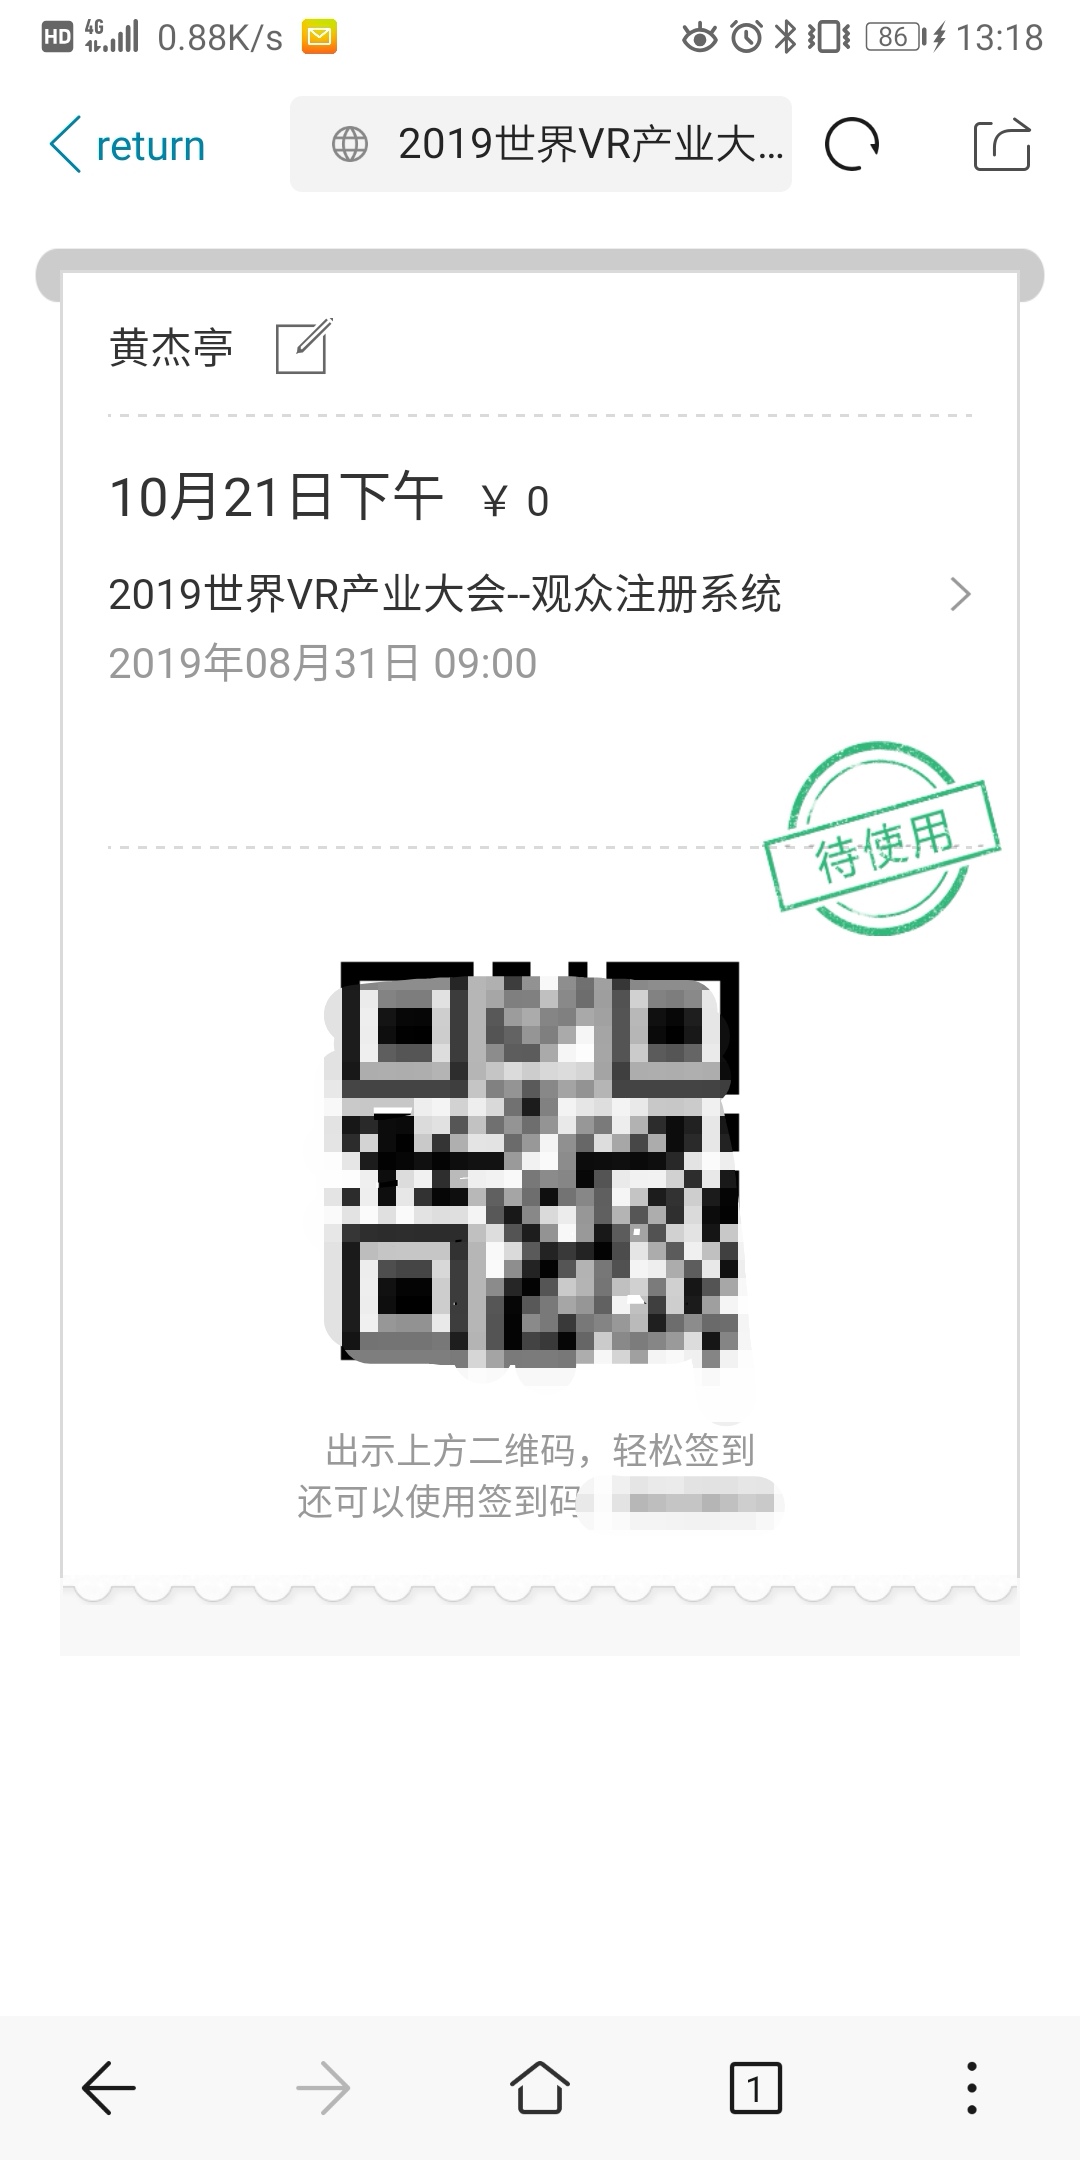 HD 4G 0.88K/s 86 13:18
return 2019世界VR产业大...
黄杰亭
10月21日下午 ¥ 0
2019世界VR产业大会--观众注册系统
2019年08月31日 09:00
待使用
出示上方二维码，轻松签到
还可以使用签到码
1